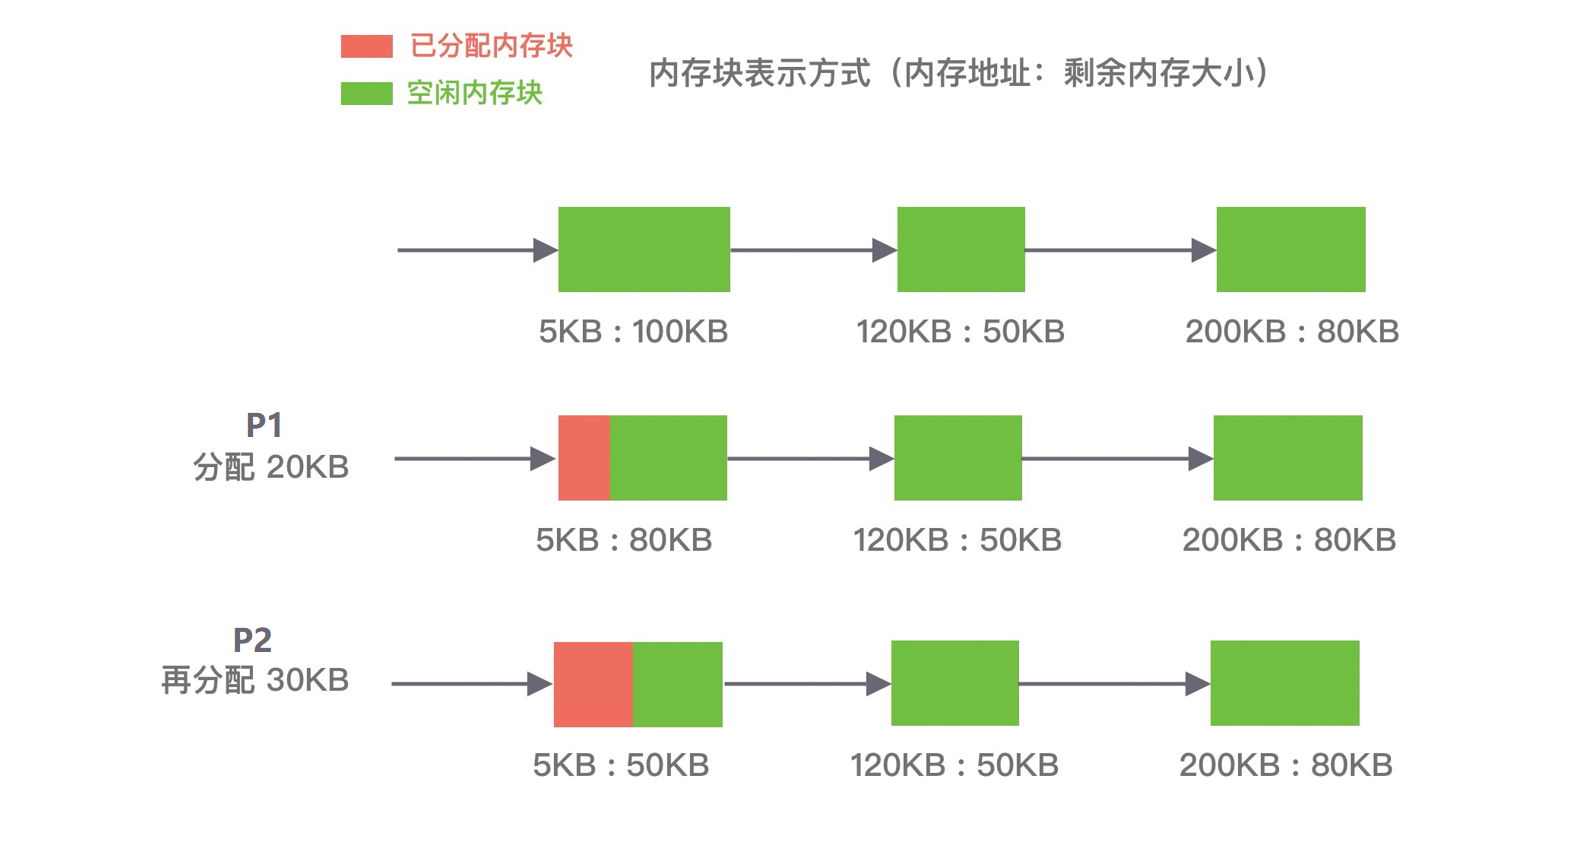 已分配内存块
空闲内存块
内存块表示方式（内存地址：剩余内存大小）
5KB : 100KB
120KB : 50KB
200KB : 80KB
P1
分配 20KB
5KB : 80KB
120KB : 50KB
200KB : 80KB
P2
再分配 30KB
5KB : 50KB
120KB : 50KB
200KB : 80KB